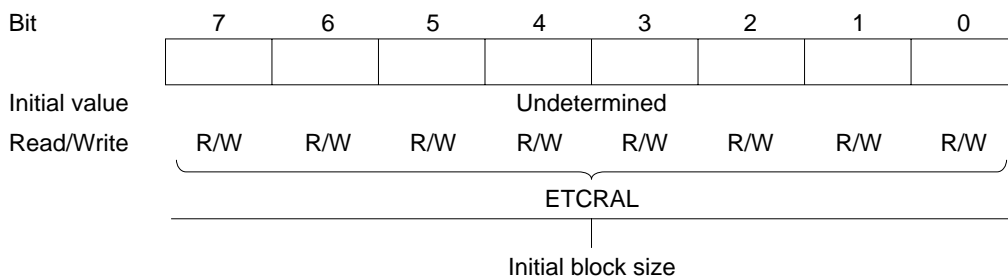 Bit 7 6 5 4 3 2 1 0
Initial value Undetermined
Read/Write R/W R/W R/W R/W R/W R/W R/W R/W
ETCRAL
Initial block size